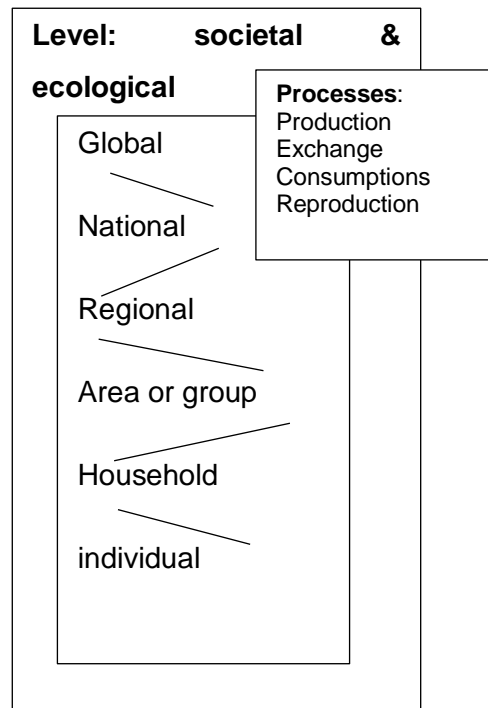 Level: societal &
ecological
Processes:
Production
Exchange
Consumptions
Reproduction
Global
National
Regional
Area or group
Household
individual